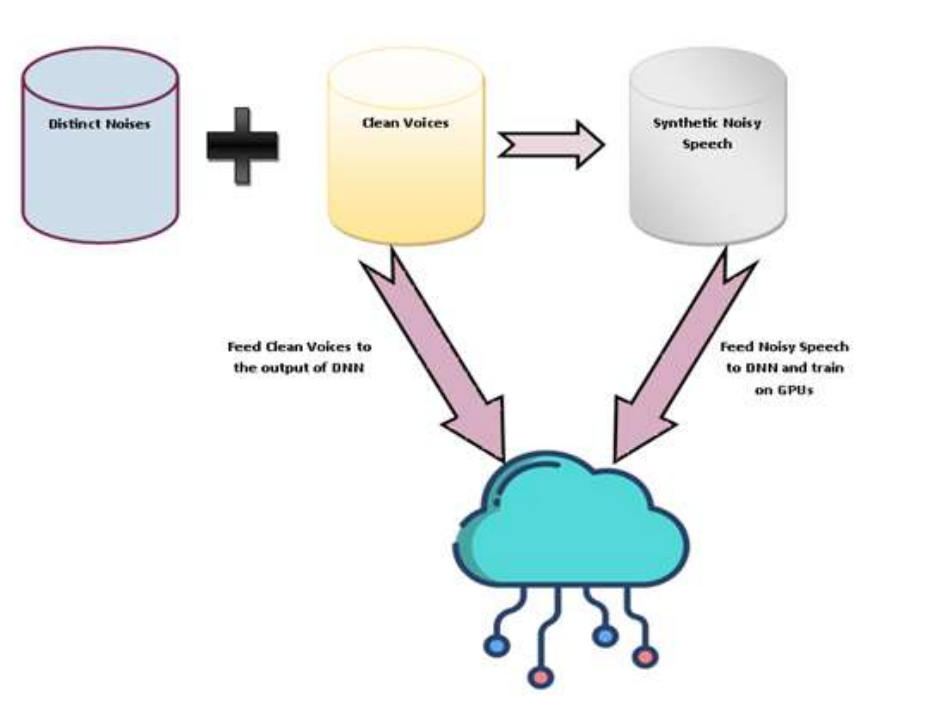 Distinct Noises
Clean Voices
Synthetic Noisy
Speech
Feed Clean Voices to
the output of DNN
Feed Noisy Speech
to DNN and train
on GPUs